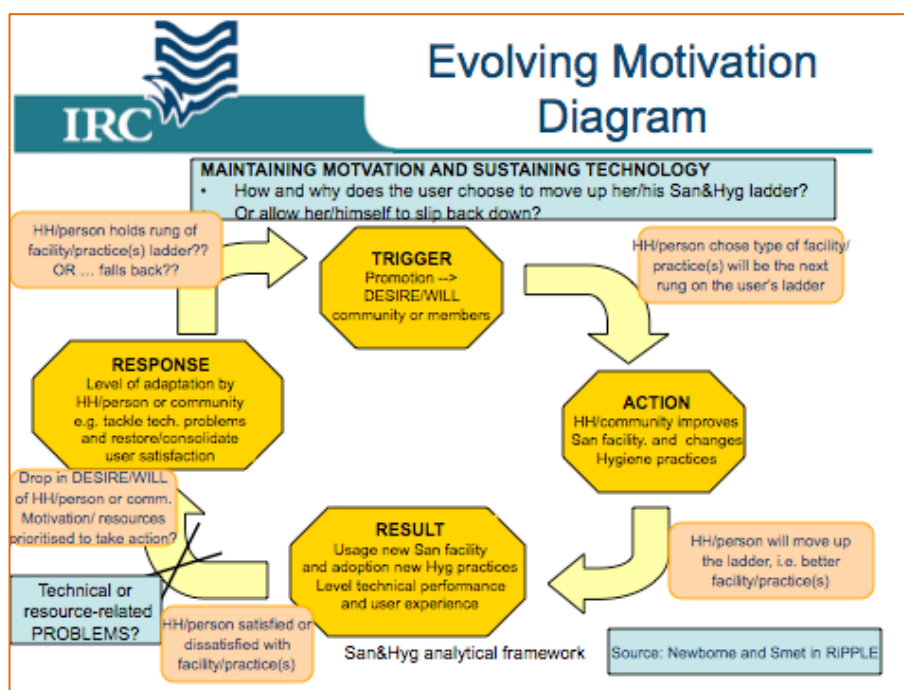 IRC
Evolving Motivation
Diagram
MAINTAINING MOTVATION AND SUSTAINING TECHNOLOGY
• How and why does the user choose to move up her/his San&Hyg ladder?
• Or allow her/himself to slip back down?
HH/person holds rung of
facility/practice(s) ladder??
OR ... falls back??
TRIGGER
Promotion -->
DESIRE/WILL
community or members
HH/person chose type of facility/
practice(s) will be the next
rung on the user's ladder
RESPONSE
Level of adaptation by
HH/person or community
e.g. tackle tech. problems
and restore/consolidate
user satisfaction
ACTION
HH/community improves
San facility. and changes
Hygiene practices
Drop in DESIRE/WILL
of HH/person or comm.
Motivation/ resources
prioritised to take action?
RESULT
Usage new San facility
and adoption new Hyg practices
Level technical performance
and user experience
HH/person will move up
the ladder, i.e. better
facility/practice(s)
Technical or
resource-related
PROBLEMS?
HH/person satisfied or
dissatisfied with
facility/practice(s)
San&Hyg analytical framework
Source: Newborne and Smet in RiPPLE